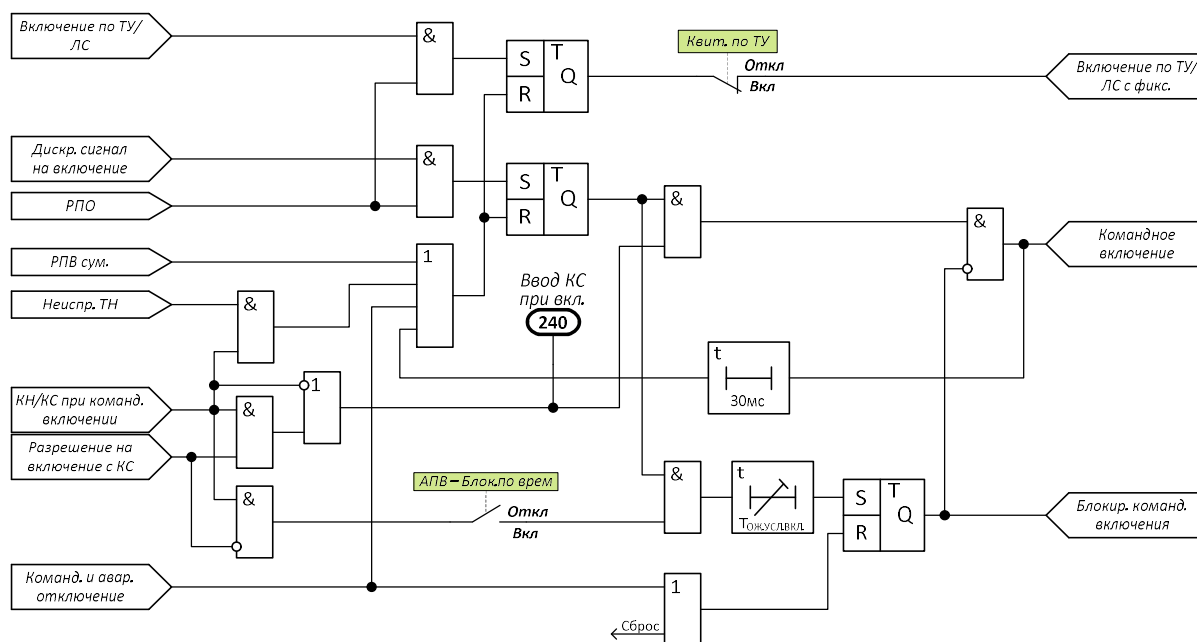 Включение по ТУ/
ЛС
&
S
T
Q
R
Квит. по ТУ
Откл
Вкл
Включение по ТУ/
ЛС с фикс.
Дискр. сигнал
на включение
&
S
T
Q
R
РПО
&
&
Командное
включение
РПВ сум.
1
Неиспр. ТН
&
Ввод КС
при вкл.
240
t
30мс
КН/КС при команд.
включении
&
1
Разрешение на
включение с КС
&
АПВ – Блок.по врем
Откл
Вкл
&
t
TОЖ.УСЛ.ВКЛ.
S
T
Q
R
Блокир. команд.
включения
Команд. и авар.
отключение
1
Сброс